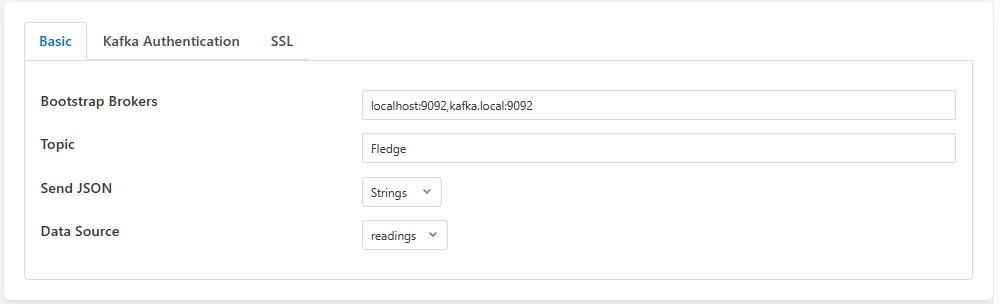 Basic Kafka Authentication SSL
Bootstrap Brokers localhost:9092,kafka.local:9092
Topic Fledge
Send JSON Strings
Data Source readings